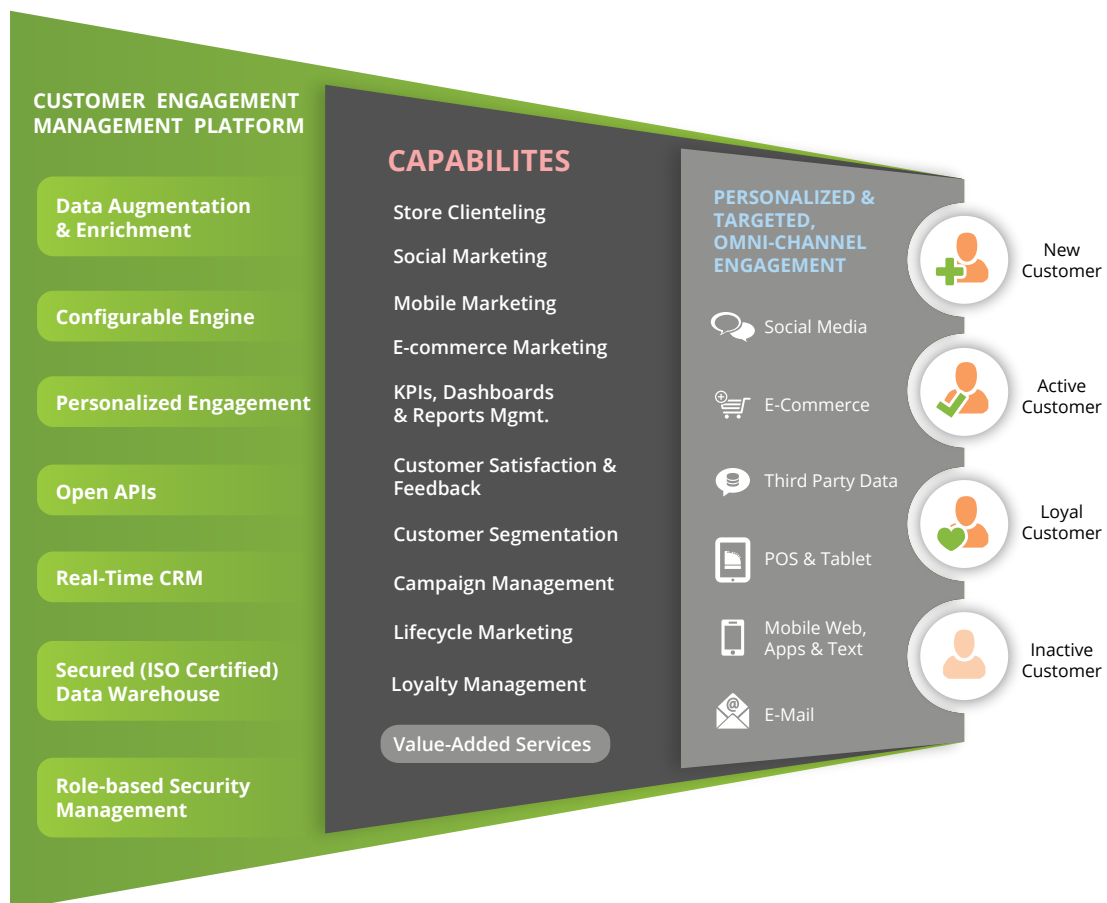 CUSTOMER ENGAGEMENT
MANAGEMENT PLATFORM
Data Augmentation
& Enrichment
Configurable Engine
Personalized Engagement
Open APIs
Real-Time CRM
Secured (ISO Certified)
Data Warehouse
Role-based Security
Management
CAPABILITES
Store Clienteling
Social Marketing
Mobile Marketing
E-commerce Marketing
KPIs, Dashboards
& Reports Mgmt.
Customer Satisfaction &
Feedback
Customer Segmentation
Campaign Management
Lifecycle Marketing
Loyalty Management
Value-Added Services
PERSONALIZED &
TARGETED,
OMNI-CHANNEL
ENGAGEMENT
Social Media
E-Commerce
Third Party Data
POS & Tablet
Mobile Web,
Apps & Text
@
E-Mail
New
Customer
Active
Customer
Loyal
Customer
Inactive
Customer